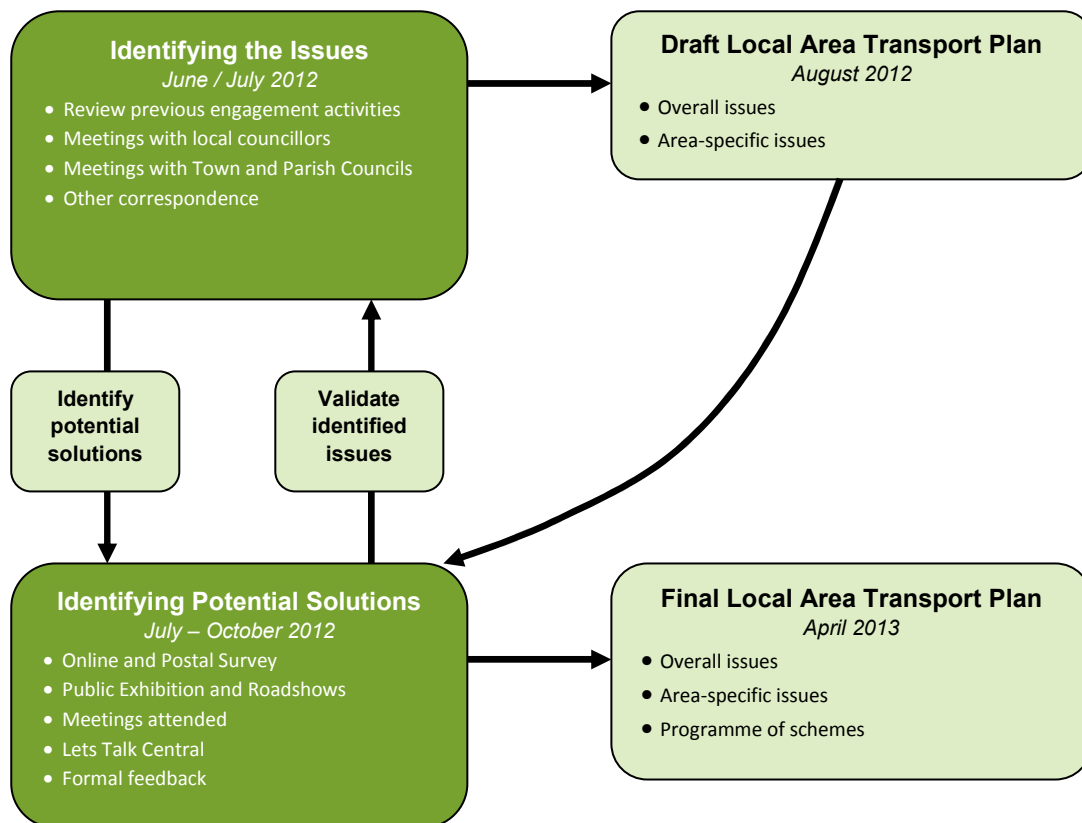 Identifying the Issues
June / July 2012
• Review previous engagement activities
• Meetings with local councillors
• Meetings with Town and Parish Councils
• Other correspondence
Draft Local Area Transport Plan
August 2012
• Overall issues
• Area-specific issues
Identify
potential
solutions
Validate
identified
issues
Identifying Potential Solutions
July – October 2012
• Online and Postal Survey
• Public Exhibition and Roadshows
• Meetings attended
• Lets Talk Central
• Formal feedback
Final Local Area Transport Plan
April 2013
• Overall issues
• Area-specific issues
• Programme of schemes